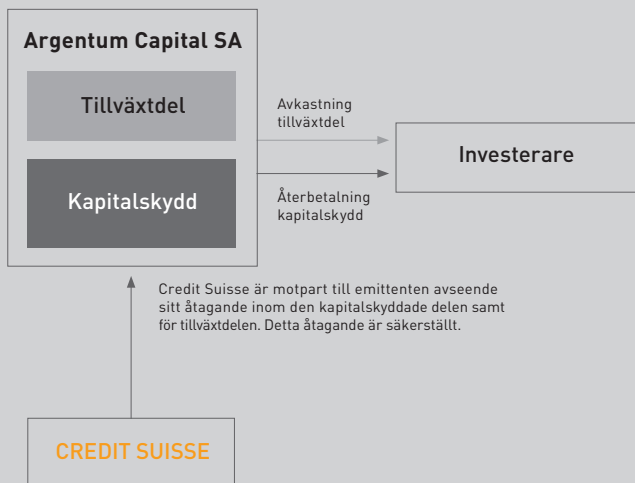 Argentum Capital SA
Tillväxtdel
Kapitalskydd
Avkastning
tillväxtdel
Återbetalning
kapitalskydd
Investerare
Credit Suisse är motpart till emittenten avseende
sitt åtagande inom den kapitalskyddade delen samt
för tillväxtdelen. Detta åtagande är säkerställt.
CREDIT SUISSE